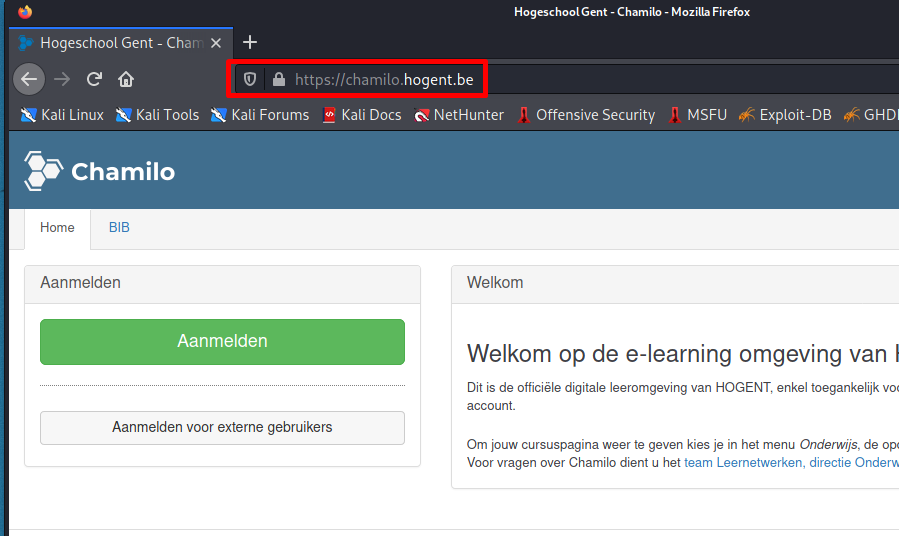 Hogeschool Gent - Chamilo - Mozilla Firefox
Hogeschool Gent - Cham
https://chamilo.hogent.be
Kali Linux Kali Tools Kali Forums Kali Docs NetHunter Offensive Security MSFU Exploit-DB GHD
Chamilo
Home BIB
Aanmelden
Aanmelden
Aanmelden voor externe gebruikers
Welkom
Welkom op de e-learning omgeving van
Dit is de officiële digitale leeromgeving van HOGENT, enkel toegankelijk vo
account.
Om jouw cursuspagina weer te geven kies je in het menu Onderwijs, de op
Voor vragen over Chamilo dient u het team Leernetwerken, directie Onderw